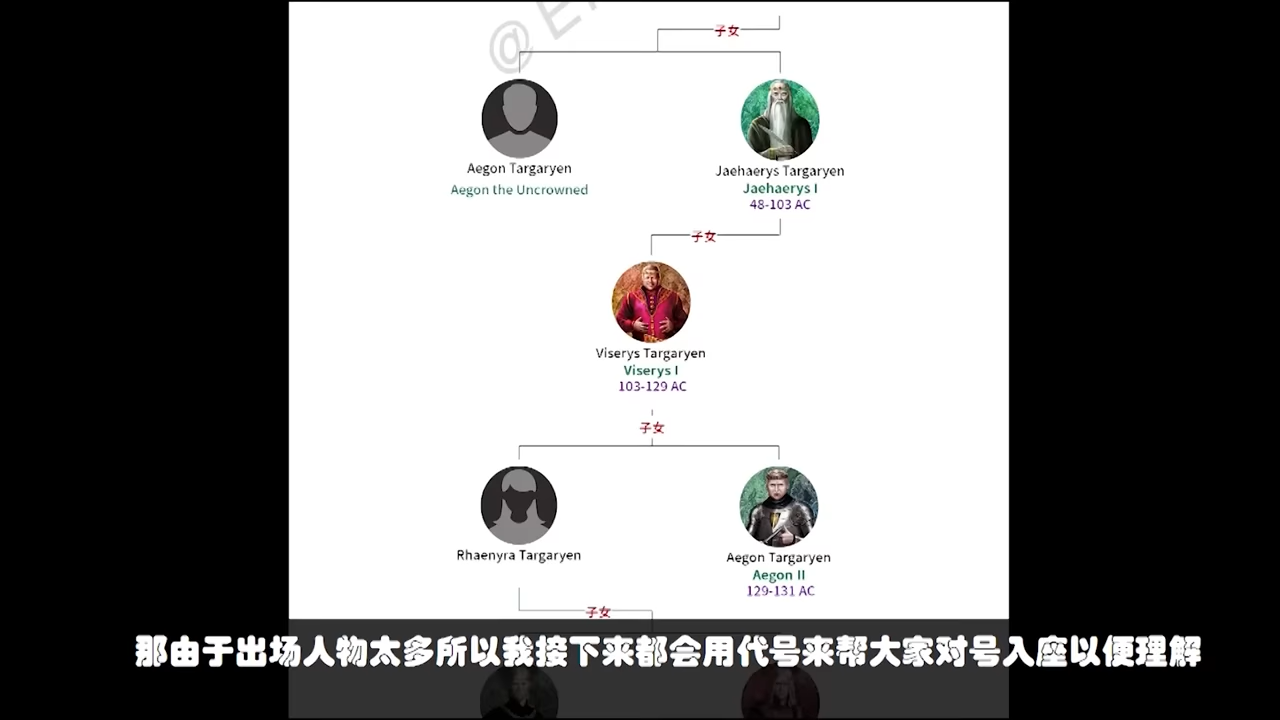 子女
Aegon Targaryen
Aegon the Uncrowned
Jaehaerys Targaryen
Jaehaerys I
48-103 AC
子女
Viserys Targaryen
Viserys I
103-129 AC
子女
Rhaenyra Targaryen
Aegon Targaryen
Aegon II
129-131 AC
子女
那由于出场人物太多所以我接下来都会用代号来帮大家对号入座以便理解